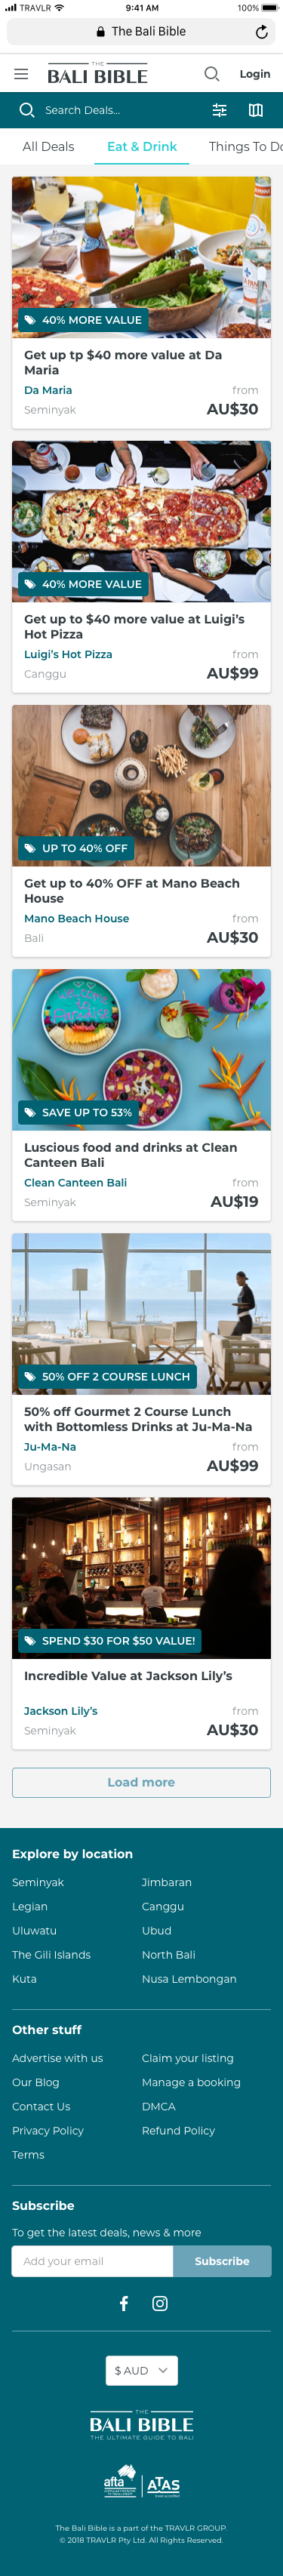 TRAVLR 9:41 AM 100%
The Bali Bible
THE
BALI BIBLE Login
Search Deals...
All Deals Eat & Drink Things To Do
40% MORE VALUE
Get up tp $40 more value at Da
Maria
Da Maria from
Seminyak AU$30
40% MORE VALUE
Get up to $40 more value at Luigi's
Hot Pizza
Luigi's Hot Pizza from
Canggu AU$99
UP TO 40% OFF
Get up to 40% OFF at Mano Beach
House
Mano Beach House from
Bali AU$30
welcome
to
Paradise
SAVE UP TO 53%
Luscious food and drinks at Clean
Canteen Bali
Clean Canteen Bali from
Seminyak AU$19
50% OFF 2 COURSE LUNCH
50% off Gourmet 2 Course Lunch
with Bottomless Drinks at Ju-Ma-Na
Ju-Ma-Na from
Ungasan AU$99
SPEND $30 FOR $50 VALUE!
Incredible Value at Jackson Lily's
Jackson Lily's from
Seminyak AU$30
Load more
Explore by location
Seminyak Jimbaran
Legian Canggu
Uluwatu Ubud
The Gili Islands North Bali
Kuta Nusa Lembongan
Other stuff
Advertise with us Claim your listing
Our Blog Manage a booking
Contact Us DMCA
Privacy Policy Refund Policy
Terms
Subscribe
To get the latest deals, news & more
Add your email Subscribe
$ AUD
THE
BALI BIBLE
THE ULTIMATE GUIDE TO BALI
afta ATAS
The Bali Bible is a part of the TRAVLR GROUP.
© 2018 TRAVLR Pty Ltd. All Rights Reserved.